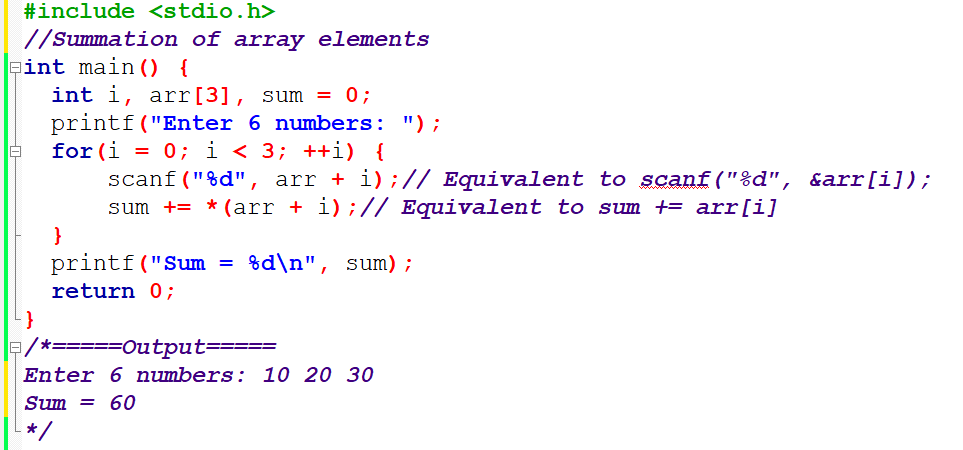 #include <stdio.h>
//Summation of array elements
int main() {
  int i, arr[3], sum = 0;
  printf("Enter 6 numbers: ");
  for(i = 0; i < 3; ++i) {
      scanf("%d", arr + i);// Equivalent to scanf("%d", &arr[i]);
      sum += *(arr + i);// Equivalent to sum += arr[i]
  }
  printf("Sum = %d\n", sum);
  return 0;
}
/*=====Output=====
Enter 6 numbers: 10 20 30
Sum = 60
*/